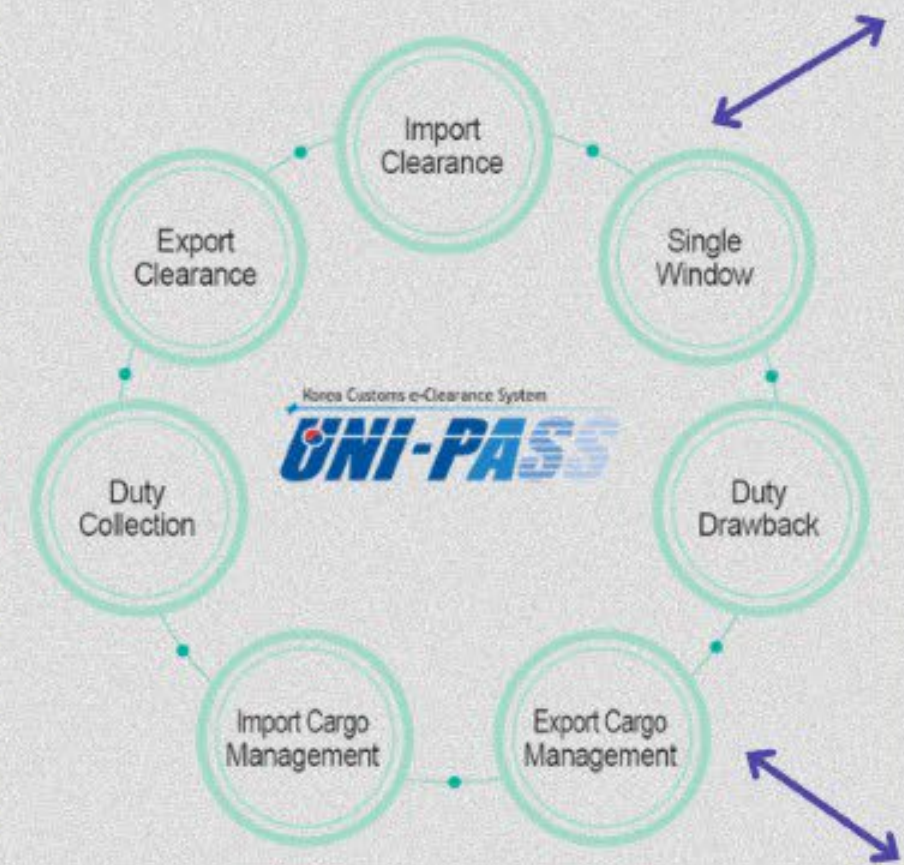 Import
Clearance
Single
Window
Duty
Drawback
Export Cargo
Management
Import Cargo
Management
Duty
Collection
Export
Clearance
Korea Customs e-Clearance System
UNI-PASS